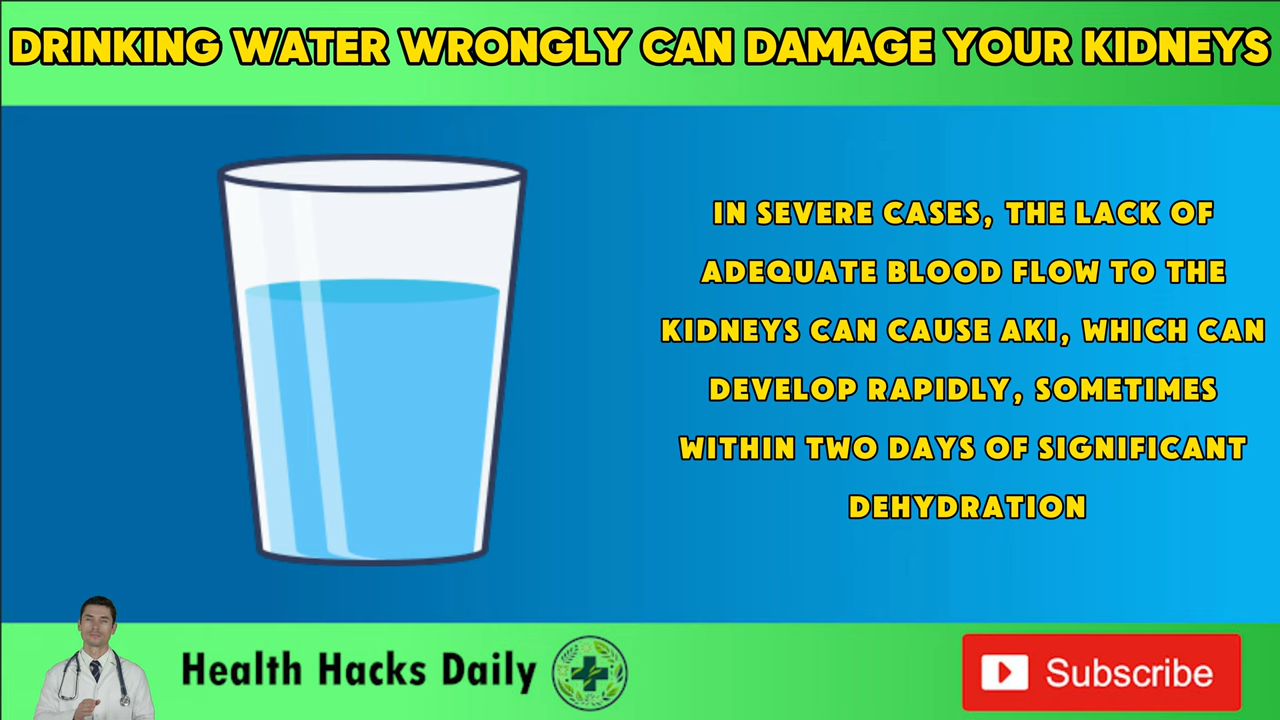 DRINKING WATER WRONGLY CAN DAMAGE YOUR KIDNEYS
IN SEVERE CASES, THE LACK OF
ADEQUATE BLOOD FLOW TO THE
KIDNEYS CAN CAUSE AKI, WHICH CAN
DEVELOP RAPIDLY, SOMETIMES
WITHIN TWO DAYS OF SIGNIFICANT
DEHYDRATION
Health Hacks Daily
Subscribe